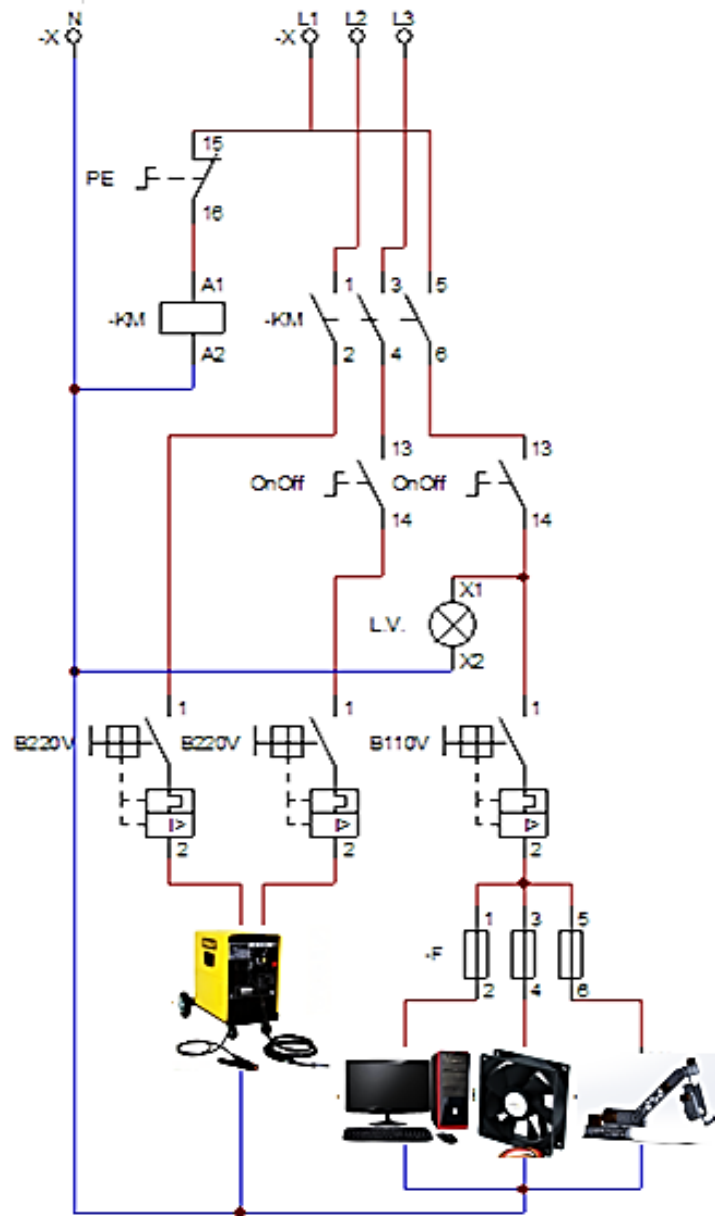 N L1 L2 L3
-X -X
15
PE
16
A1 1 3 5
-KM -KM
A2 2 4 6
13 13
OnOff OnOff
14 14
X1
L.V.
X2
1 1 1
B220V B220V B110V
I> I> I>
2 2 2
1 3 5
-F
2 4 6